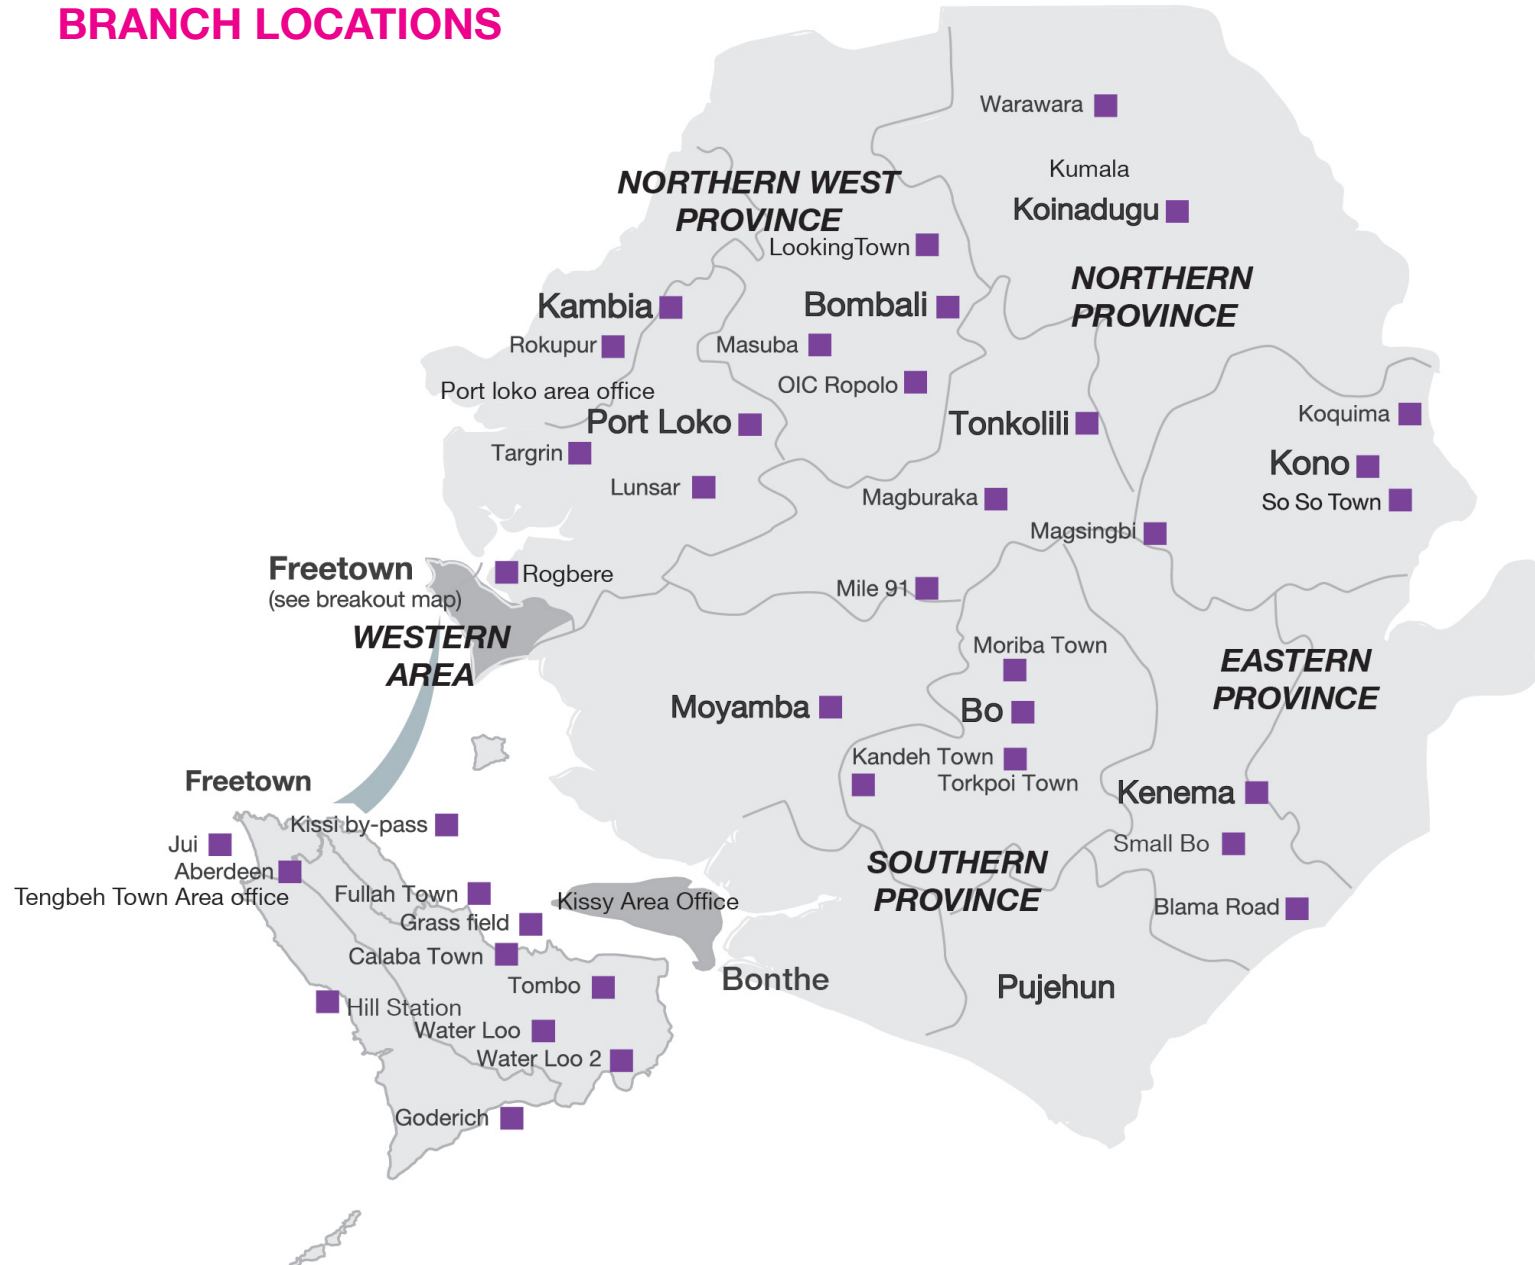 BRANCH LOCATIONS
Warawara
Kumala
Koinadugu
NORTHERN WEST
PROVINCE
LookingTown
NORTHERN
PROVINCE
Kambia
Bombali
Rokupur
Masuba
OIC Ropolo
Port loko area office
Port Loko
Tonkolili
Koquima
Targrin
Kono
Lunsar
Magburaka
So So Town
Magsingbi
Freetown
(see breakout map)
Rogbere
Mile 91
WESTERN
AREA
Moriba Town
EASTERN
PROVINCE
Moyamba
Bo
Kandeh Town
Torkpoi Town
Freetown
Kenema
Kissi by-pass
Jui
Small Bo
Aberdeen
Tengbeh Town Area office
SOUTHERN
PROVINCE
Fullah Town
Kissy Area Office
Blama Road
Grass field
Calaba Town
Bonthe
Tombo
Pujehun
Hill Station
Water Loo
Water Loo 2
Goderich